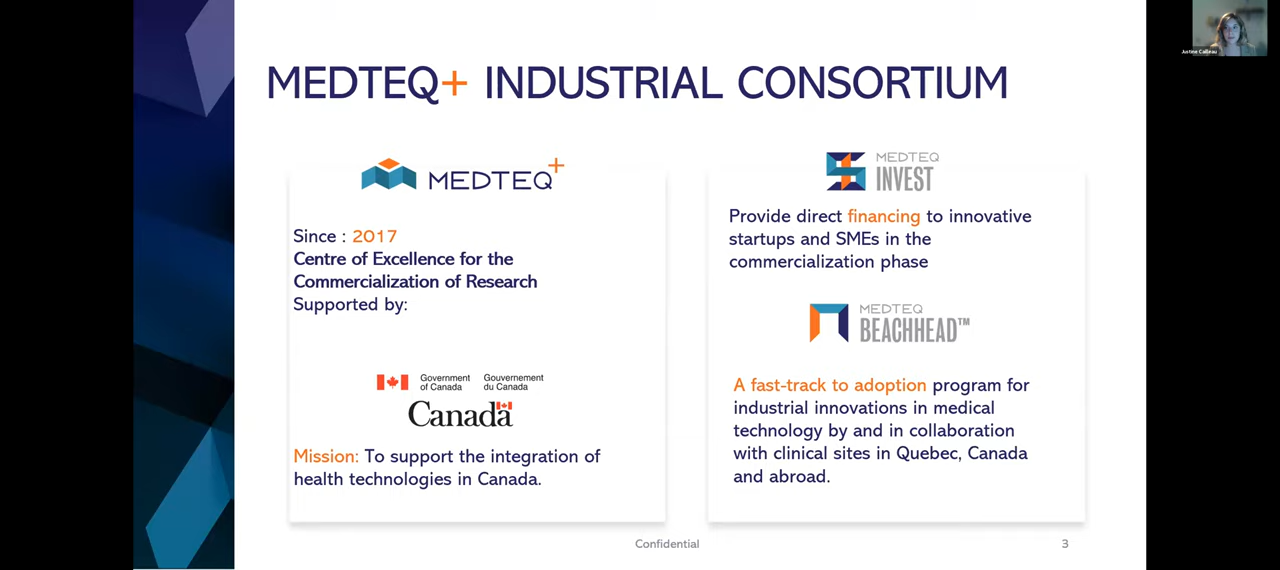 Justine Cailleau
MEDTEQ+ INDUSTRIAL CONSORTIUM
MEDTEQ+
Since : 2017
Centre of Excellence for the
Commercialization of Research
Supported by:
Government of Canada
Gouvernement du Canada
Canada
Mission: To support the integration of
health technologies in Canada.
MEDTEQ
INVEST
Provide direct financing to innovative
startups and SMEs in the
commercialization phase
MEDTEQ
BEACHHEAD™
A fast-track to adoption program for
industrial innovations in medical
technology by and in collaboration
with clinical sites in Quebec, Canada
and abroad.
Confidential
3